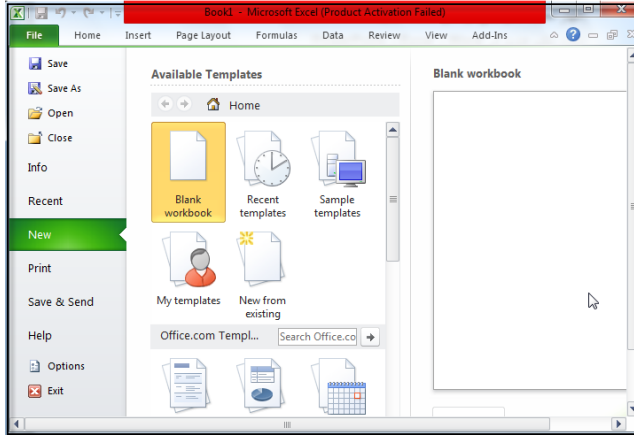 Book1 - Microsoft Excel (Product Activation Failed)
File Home Insert Page Layout Formulas Data Review View Add-Ins
Save
Save As
Open
Close
Info
Recent
New
Print
Save & Send
Help
Options
Exit
Available Templates
Home
Blank workbook
Recent templates
Sample templates
My templates
New from existing
Office.com Templ... Search Office.co
Blank workbook